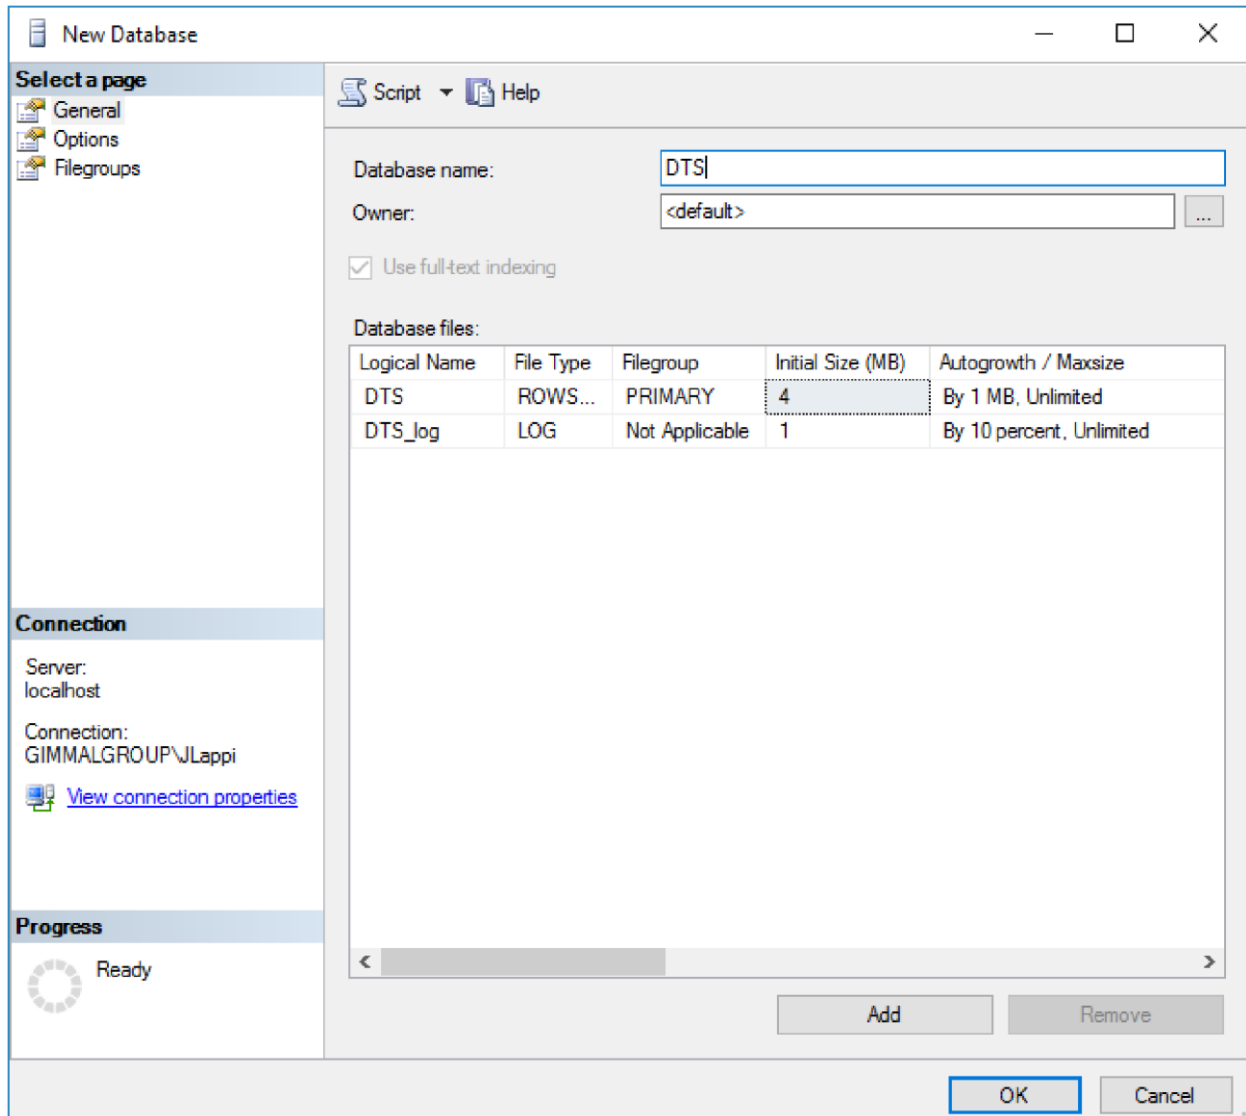 New Database
Select a page
General
Options
Filegroups
Script
Help
Database name:
DTS
Owner:
<default>
...
Use full-text indexing
Database files:
Logical Name File Type Filegroup Initial Size (MB) Autogrowth / Maxsize
DTS ROWS... PRIMARY 4 By 1 MB, Unlimited
DTS_log LOG Not Applicable 1 By 10 percent, Unlimited
Connection
Server:
localhost
Connection:
GIMMALGROUP\JLappi
View connection properties
Progress
Ready
Add Remove
OK Cancel